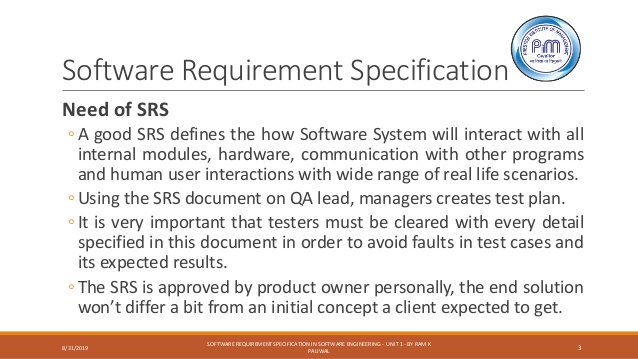 Software Requirement Specification
PRESTIGE INSTITUTE OF MANAGEMENT
PiM
Gwalior
Need of SRS
◦ A good SRS defines the how Software System will interact with all
internal modules, hardware, communication with other programs
and human user interactions with wide range of real life scenarios.
◦ Using the SRS document on QA lead, managers creates test plan.
◦ It is very important that testers must be cleared with every detail
specified in this document in order to avoid faults in test cases and
its expected results.
◦ The SRS is approved by product owner personally, the end solution
won’t differ a bit from an initial concept a client expected to get.
8/31/2019
SOFTWARE REQUIREMENT SPECIFICATION IN SOFTWARE ENGINEERING - UNIT 1 - BY RAM K
PALIWAL
3